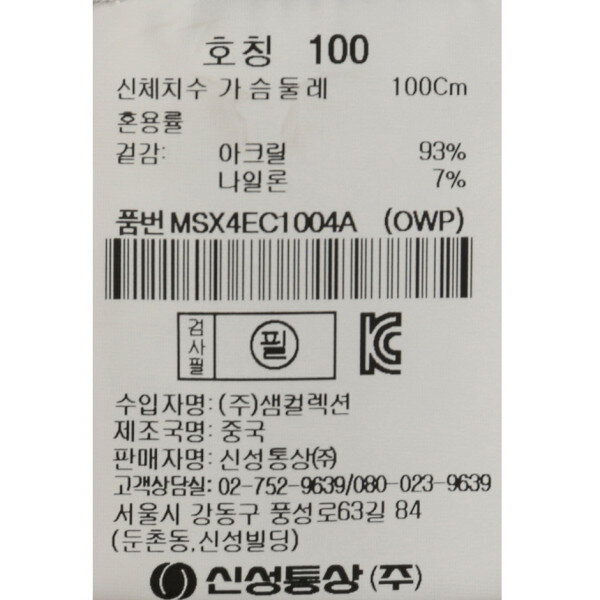 호칭 100
신체치수 가슴둘레 100Cm
혼용률
겉감: 아크릴 93%
나일론 7%
품번 MSX4EC1004A (OWP)
검사필 필
수입자명: (주)샘컬렉션
제조국명: 중국
판매자명: 신성통상㈜
고객상담실: 02-752-9639/080-023-9639
서울시 강동구 풍성로63길 84
(둔촌동,신성빌딩)
신성통상(주)